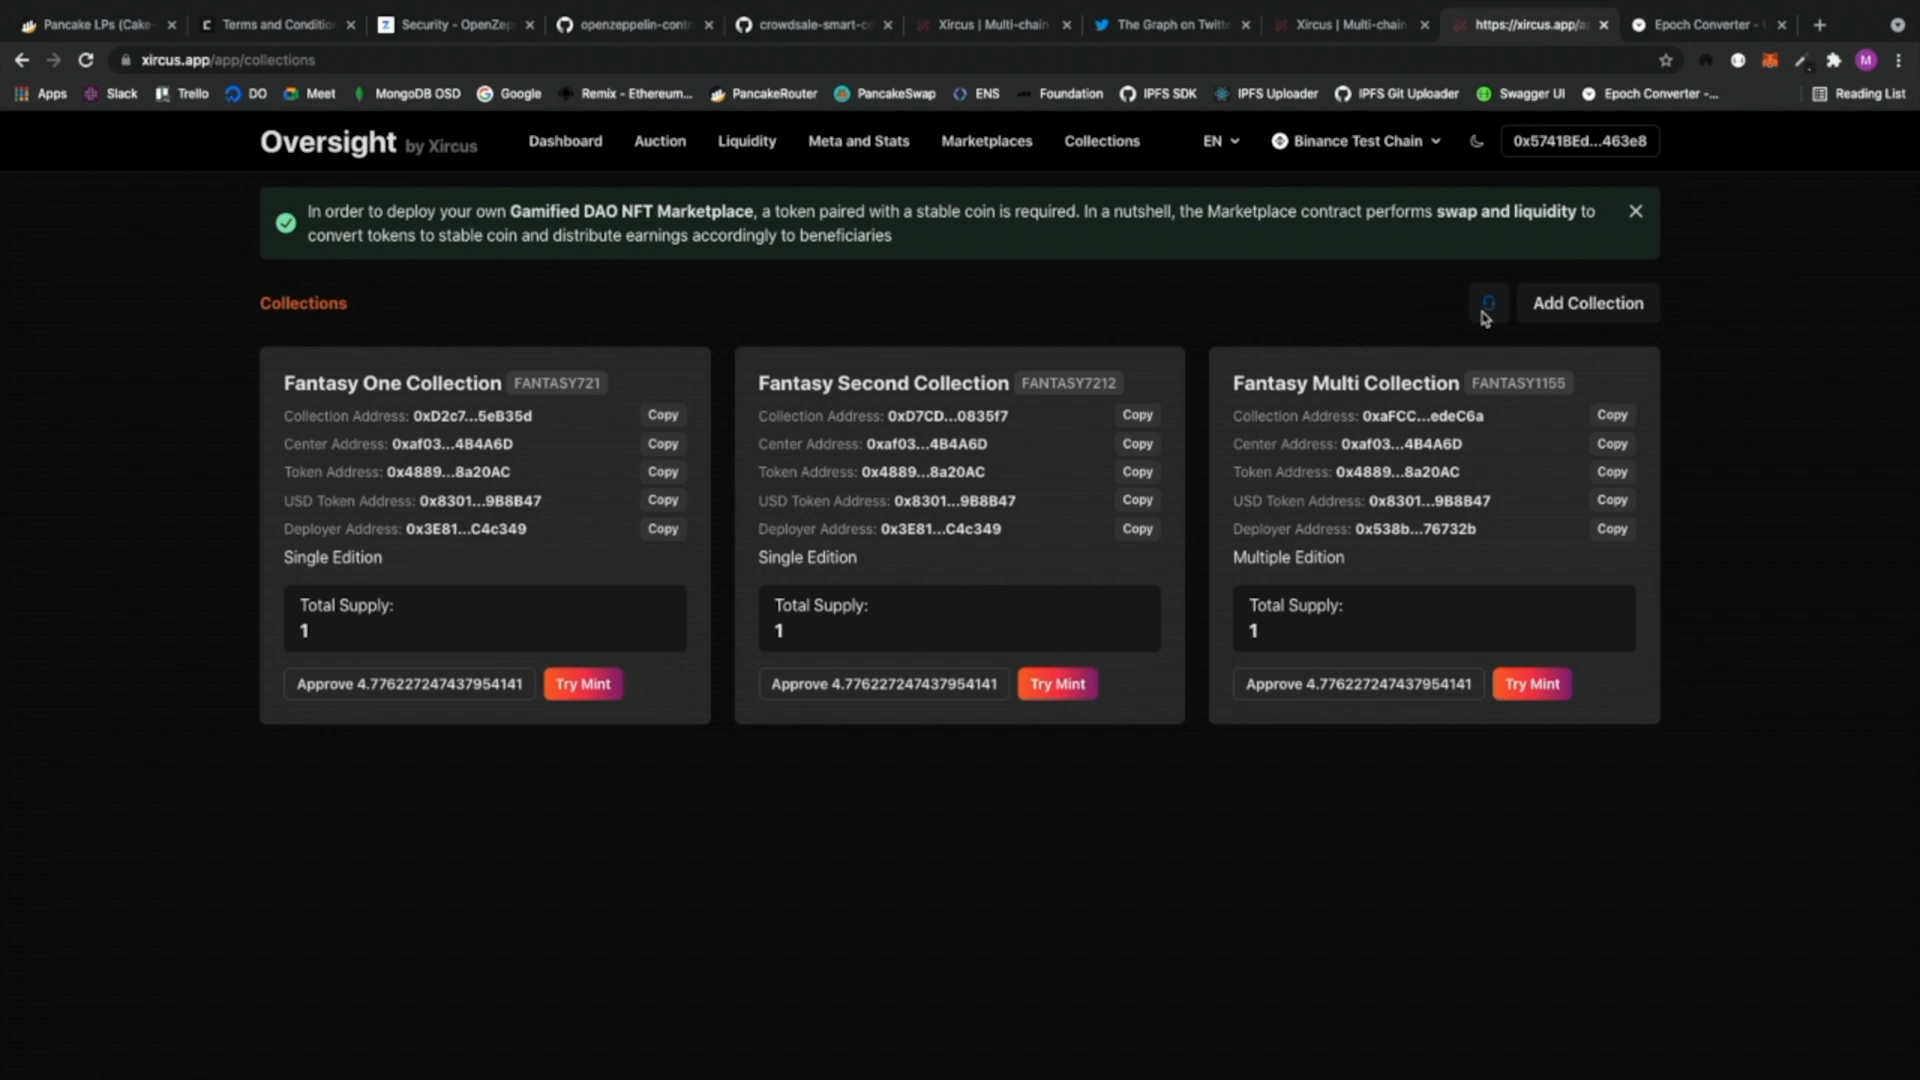 Pancake LPs (Cake-
Terms and Conditio
Security - OpenZep
openzeppelin-contr
crowdsale-smart-co
Xircus | Multi-chain
The Graph on Twitt
Xircus | Multi-chain
https://xircus.app/a
Epoch Converter -
xircus.app/app/collections
M
Apps
Slack
Trello
DO
Meet
MongoDB OSD
Google
Remix - Ethereum...
PancakeRouter
PancakeSwap
ENS
Foundation
IPFS SDK
IPFS Uploader
IPFS Git Uploader
Swagger UI
Epoch Converter -...
Reading List
Oversight by Xircus
Dashboard
Auction
Liquidity
Meta and Stats
Marketplaces
Collections
EN
Binance Test Chain
0x5741BEd...463e8
In order to deploy your own Gamified DAO NFT Marketplace, a token paired with a stable coin is required. In a nutshell, the Marketplace contract performs swap and liquidity to
convert tokens to stable coin and distribute earnings accordingly to beneficiaries
Collections
Add Collection
Fantasy One Collection FANTASY721
Collection Address: 0xD2c7...5eB35d Copy
Center Address: 0xaf03...4B4A6D Copy
Token Address: 0x4889...8a20AC Copy
USD Token Address: 0x8301...9B8B47 Copy
Deployer Address: 0x3E81...C4c349 Copy
Single Edition
Total Supply:
1
Approve 4.776227247437954141 Try Mint
Fantasy Second Collection FANTASY7212
Collection Address: 0xD7CD...0835f7 Copy
Center Address: 0xaf03...4B4A6D Copy
Token Address: 0x4889...8a20AC Copy
USD Token Address: 0x8301...9B8B47 Copy
Deployer Address: 0x3E81...C4c349 Copy
Single Edition
Total Supply:
1
Approve 4.776227247437954141 Try Mint
Fantasy Multi Collection FANTASY1155
Collection Address: 0xaFCC...edeC6a Copy
Center Address: 0xaf03...4B4A6D Copy
Token Address: 0x4889...8a20AC Copy
USD Token Address: 0x8301...9B8B47 Copy
Deployer Address: 0x538b...76732b Copy
Multiple Edition
Total Supply:
1
Approve 4.776227247437954141 Try Mint